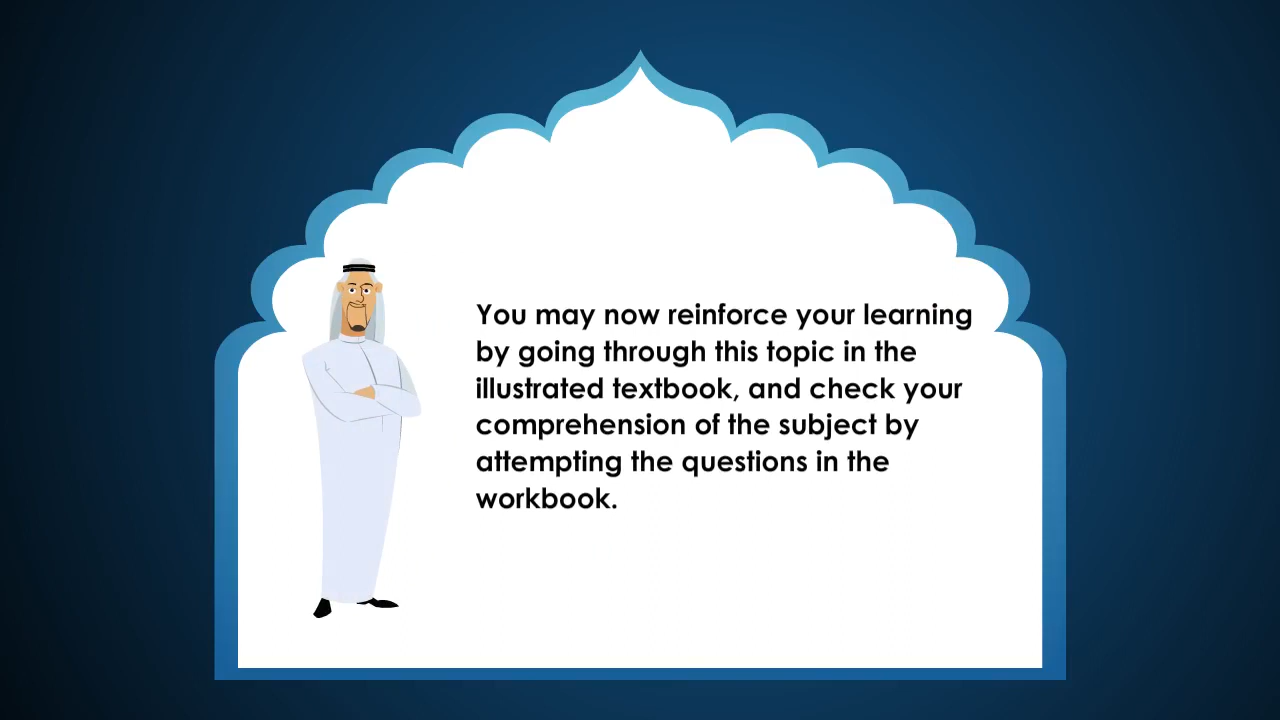 You may now reinforce your learning
by going through this topic in the
illustrated textbook, and check your
comprehension of the subject by
attempting the questions in the
workbook.